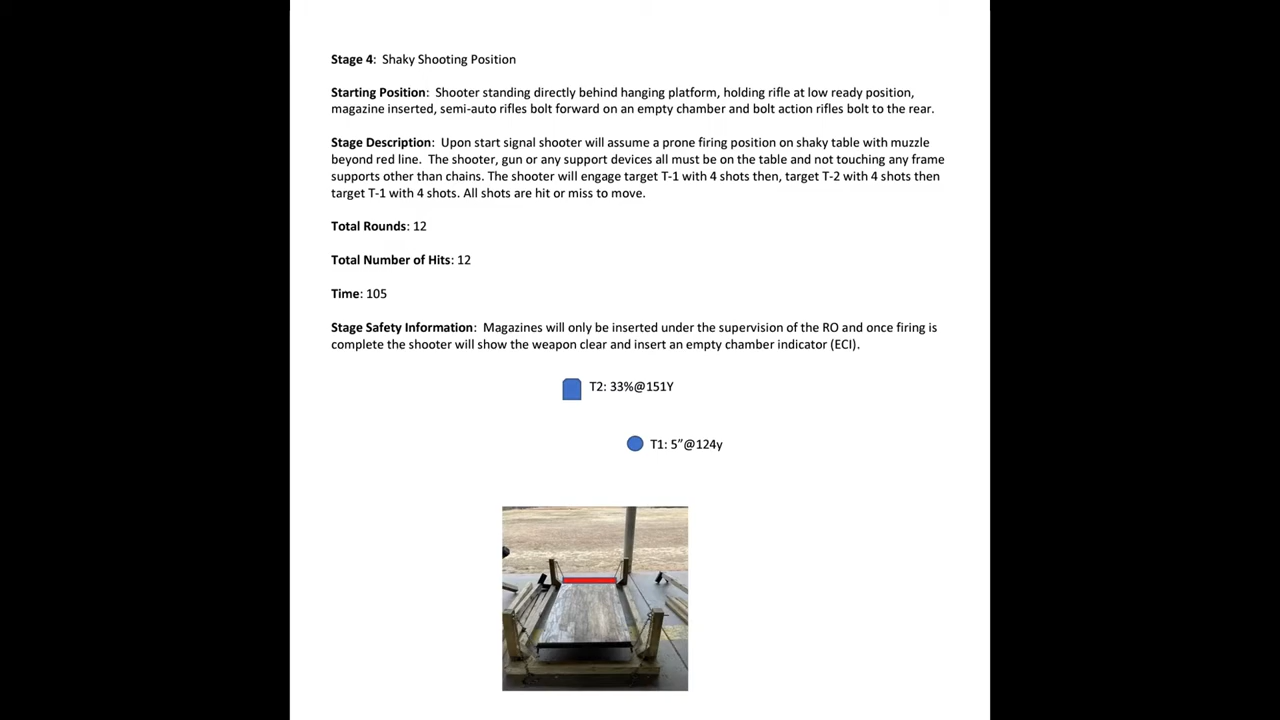 Stage 4: Shaky Shooting Position
Starting Position: Shooter standing directly behind hanging platform, holding rifle at low ready position,
magazine inserted, semi-auto rifles bolt forward on an empty chamber and bolt action rifles bolt to the rear.
Stage Description: Upon start signal shooter will assume a prone firing position on shaky table with muzzle
beyond red line. The shooter, gun or any support devices all must be on the table and not touching any frame
supports other than chains. The shooter will engage target T-1 with 4 shots then, target T-2 with 4 shots then
target T-1 with 4 shots. All shots are hit or miss to move.
Total Rounds: 12
Total Number of Hits: 12
Time: 105
Stage Safety Information: Magazines will only be inserted under the supervision of the RO and once firing is
complete the shooter will show the weapon clear and insert an empty chamber indicator (ECI).
T2: 33%@151Y
T1: 5”@124y